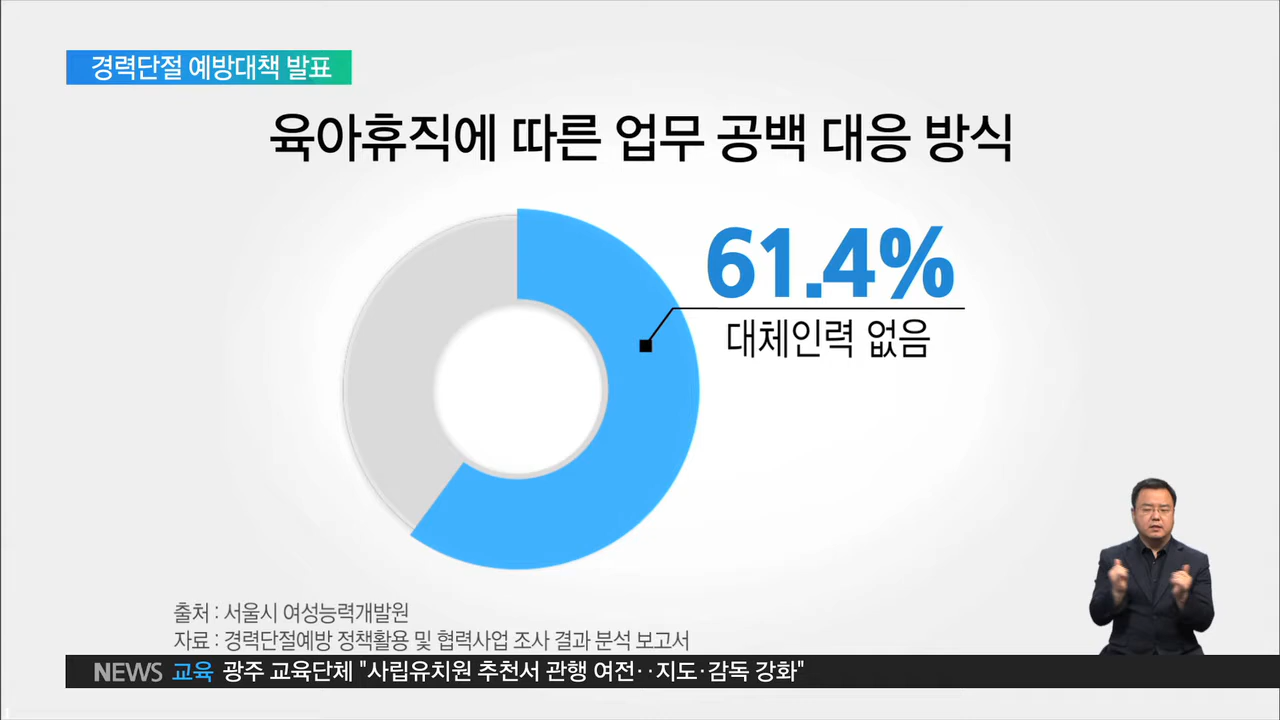 경력단절 예방대책 발표
육아휴직에 따른 업무 공백 대응 방식
61.4%
대체인력 없음
출처 : 서울시 여성능력개발원
자료 : 경력단절예방 정책활용 및 협력사업 조사 결과 분석 보고서
NEWS 교육 광주 교육단체 "사립유치원 추천서 관행 여전‥지도·감독 강화"